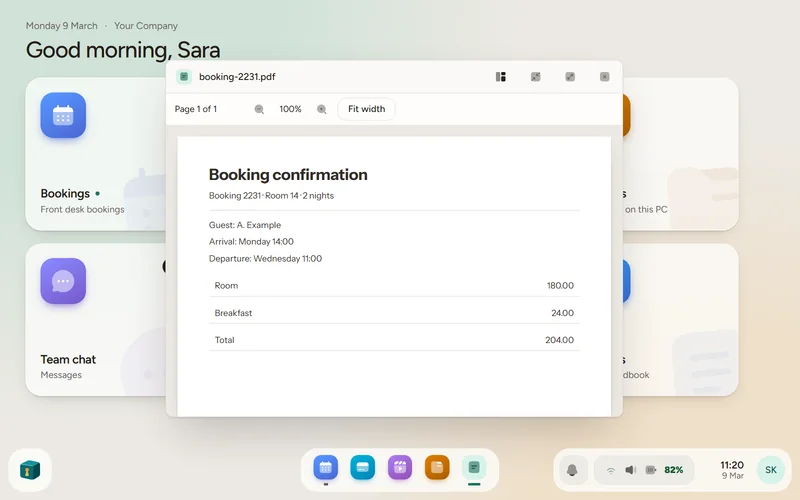 Monday 9 March · Your Company
Good morning, Sara
booking-2231.pdf
Page 1 of 1
100%
Fit width
Booking confirmation
Booking 2231 · Room 14 · 2 nights
Guest: A. Example
Arrival: Monday 14:00
Departure: Wednesday 11:00
Room 180.00
Breakfast 24.00
Total 204.00
Bookings
Front desk bookings
on this PC
Team chat
Messages
82%
11:20
9 Mar
SK